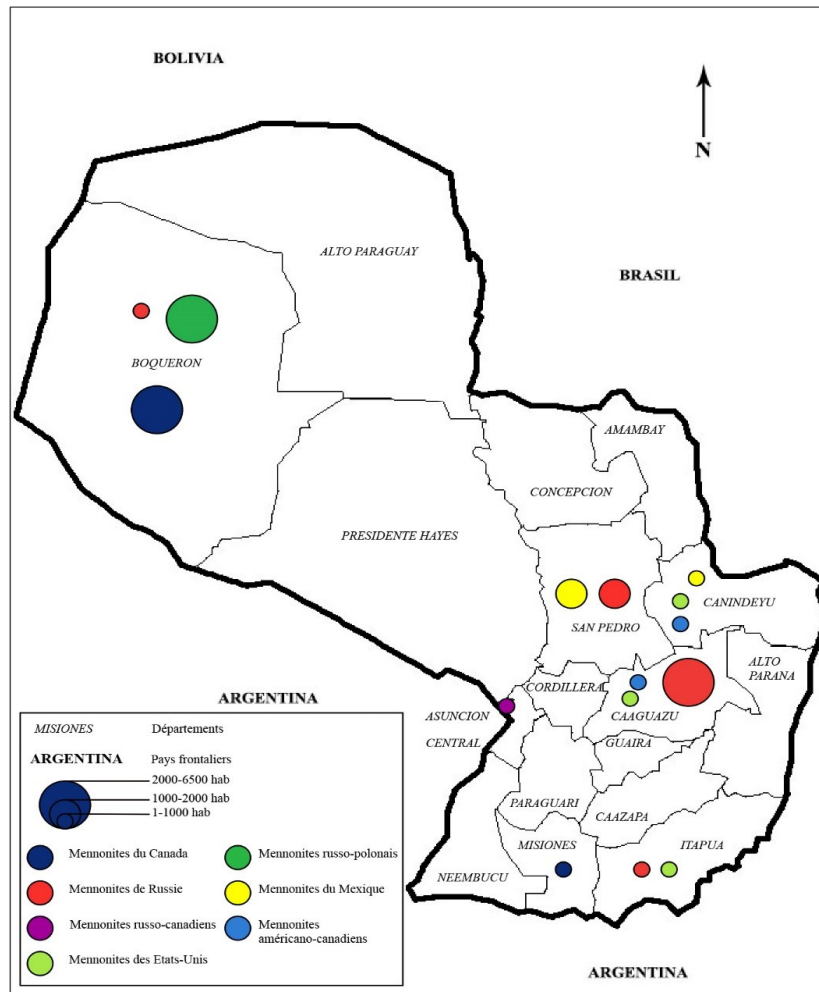 BOLIVIA
N
ALTO PARAGUAY
BRASIL
BOQUERON
AMAMBAY
CONCEPCION
PRESIDENTE HAYES
CANINDEYU
SAN PEDRO
ALTO
PARANA
CORDILLERA
ARGENTINA
ASUNCION
CAAGUAZU
CENTRAL
GUAIRA
PARAGUARI
CAAZAPA
MISIONES
ITAPUA
NEEMBUCU
ARGENTINA
MISIONES Départements
ARGENTINA Pays frontaliers
2000-6500 hab
1000-2000 hab
1-1000 hab
Mennonites du Canada
Mennonites russo-polonais
Mennonites de Russie
Mennonites du Mexique
Mennonites russo-canadiens
Mennonites
américano-canadiens
Mennonites des Etats-Unis